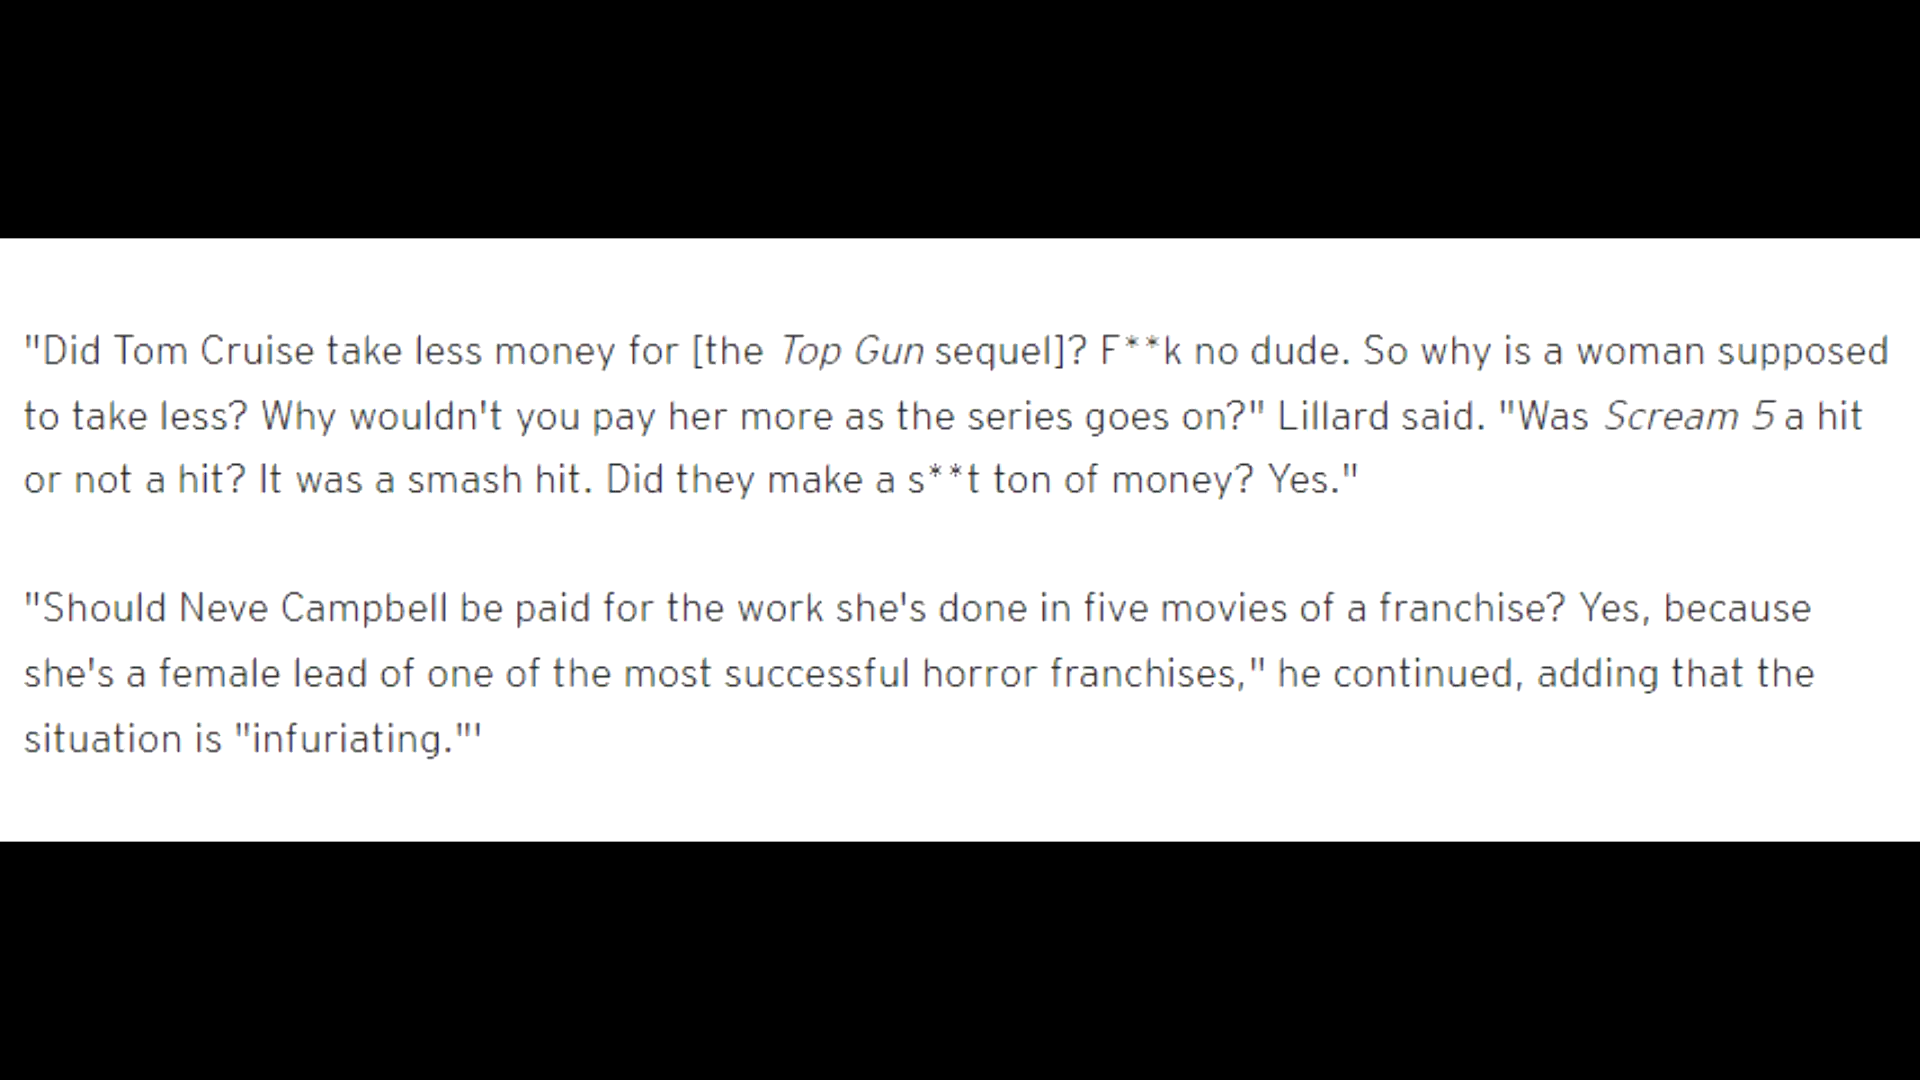 "Did Tom Cruise take less money for [the Top Gun sequel]? F**k no dude. So why is a woman supposed
to take less? Why wouldn't you pay her more as the series goes on?" Lillard said. "Was Scream 5 a hit
or not a hit? It was a smash hit. Did they make a s**t ton of money? Yes."
"Should Neve Campbell be paid for the work she's done in five movies of a franchise? Yes, because
she's a female lead of one of the most successful horror franchises," he continued, adding that the
situation is "infuriating."'